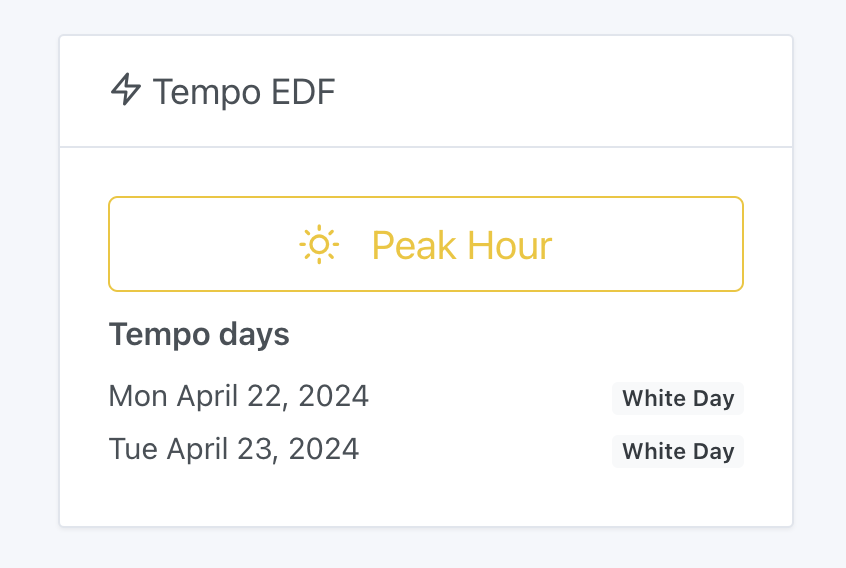 Tempo EDF
Peak Hour
Tempo days
Mon April 22, 2024 White Day
Tue April 23, 2024 White Day